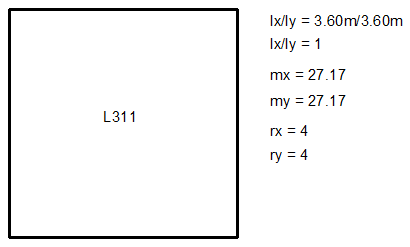 lx/ly = 3.60m/3.60m
lx/ly = 1
mx = 27.17
my = 27.17
L311
rx = 4
ry = 4